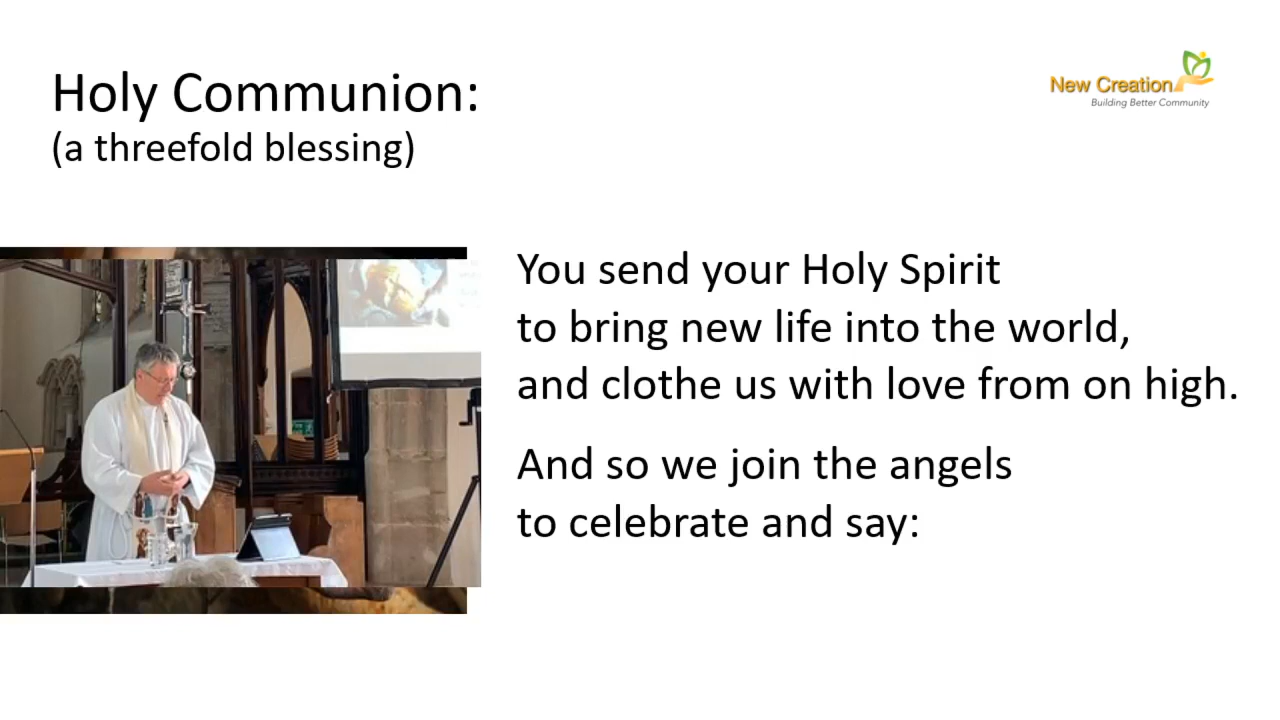 Holy Communion:
(a threefold blessing)
New Creation
Building Better Community
You send your Holy Spirit
to bring new life into the world,
and clothe us with love from on high.
And so we join the angels
to celebrate and say: